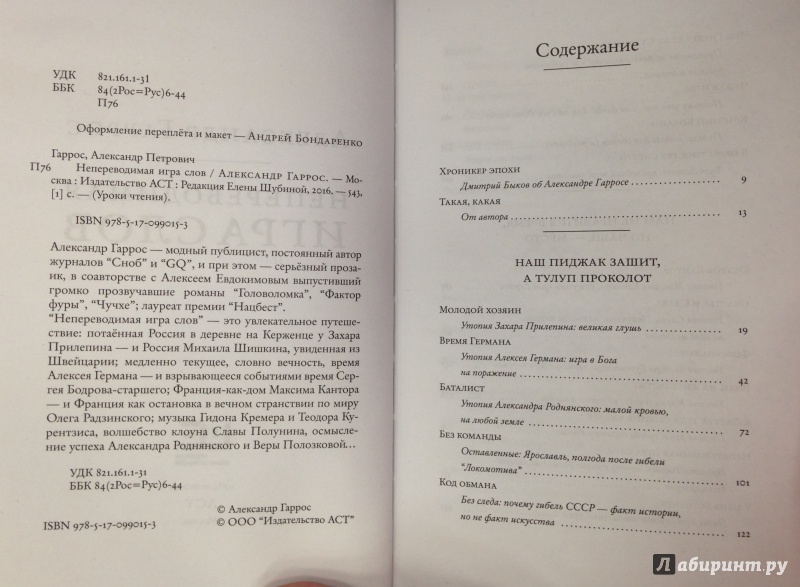 УДК 821.161.1-31
ББК 84(2Рос=Рус)6-44
П76
Оформление переплёта и макет — Андрей Бондаренко
Гаррос, Александр Петрович
П76 Непереводимая игра слов / Александр Гаррос. — Мо-
сква : Издательство АСТ : Редакция Елены Шубиной, 2016. — 543,
[1] с. — (Уроки чтения).
ISBN 978-5-17-099015-3
Александр Гаррос — модный публицист, постоянный автор
журналов "Сноб" и "GQ", и при этом — серьёзный проза-
ик, в соавторстве с Алексеем Евдокимовым выпустивший
громко прозвучавшие романы "Головоломка", "Фактор
фуры", "Чучхе"; лауреат премии "Нацбест".
"Непереводимая игра слов" — это увлекательное путеше-
ствие: потаённая Россия в деревне на Керженце у Захара
Прилепина — и Россия Михаила Шишкина, увиденная из
Швейцарии; медленно текущее, словно вечность, время
Алексея Германа — и взрывающееся событиями время Сер-
гея Бодрова-старшего; Франция-как-дом Максима Кантора
— и Франция как остановка в вечном странствии по миру
Олега Радзинского; музыка Гидона Кремера и Теодора Ку-
рентзиса, волшебство клоуна Славы Полунина, осмысле-
ние успеха Александра Роднянского и Веры Полозковой...
УДК 821.161.1-31
ББК 84(2Рос=Рус)6-44
© Александр Гаррос
ISBN 978-5-17-099015-3 © ООО "Издательство АСТ"
Содержание
Хроникер эпохи
Дмитрий Быков об Александре Гарросе 9
Такая, какая
От автора 13
НАШ ПИДЖАК ЗАШИТ,
А ТУЛУП ПРОКОЛОТ
Молодой хозяин
Утопия Захара Прилепина: великая глушь 19
Время Германа
Утопия Алексея Германа: игра в Бога
на поражение 42
Баталист
Утопия Александра Роднянского: малой кровью,
на любой земле 72
Без команды
Оставленные: Ярославль, полгода после гибели
"Локомотива" 101
Код обмана
Без следа: почему гибель СССР — факт истории,
но не факт искусства 122
Лабиринт.ру